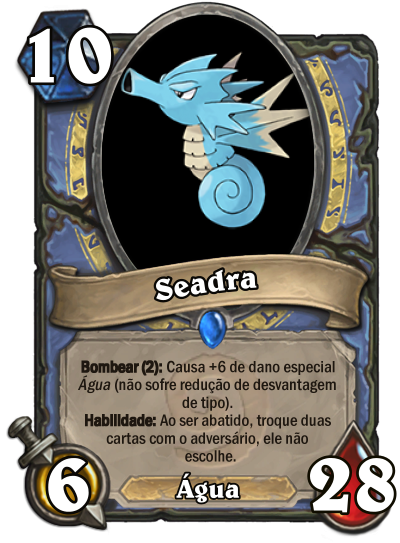 10
Seadra
Bombear (2): Causa +6 de dano especial
Água (não sofre redução de desvantagem
de tipo).
Habilidade: Ao ser abatido, troque duas
cartas com o adversário, ele não
escolhe.
6
Água
28